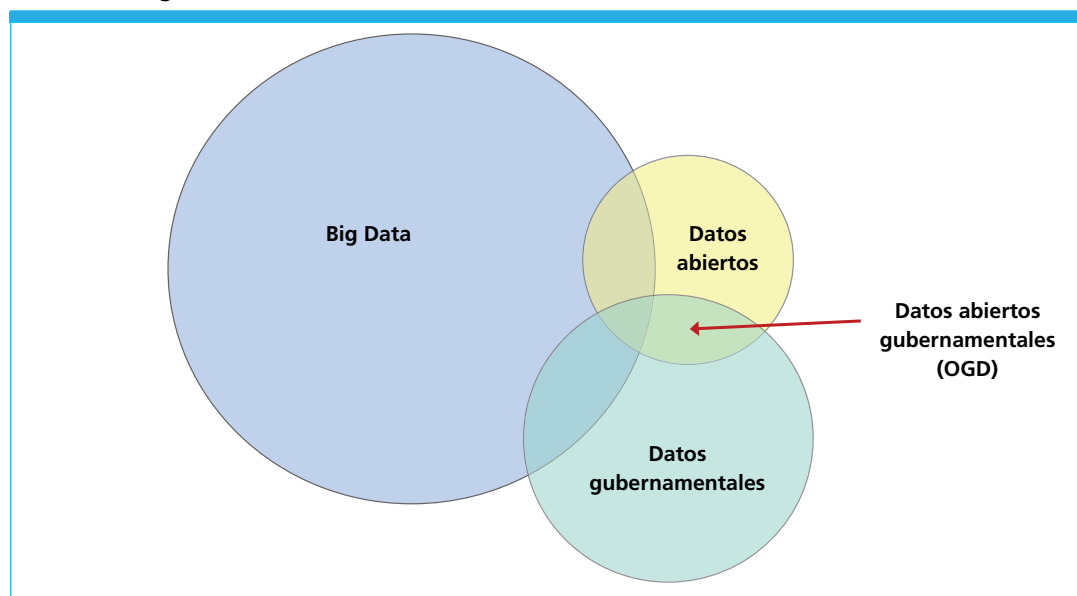 Big Data
Datos
abiertos
Datos abiertos
gubernamentales
(OGD)
Datos
gubernamentales